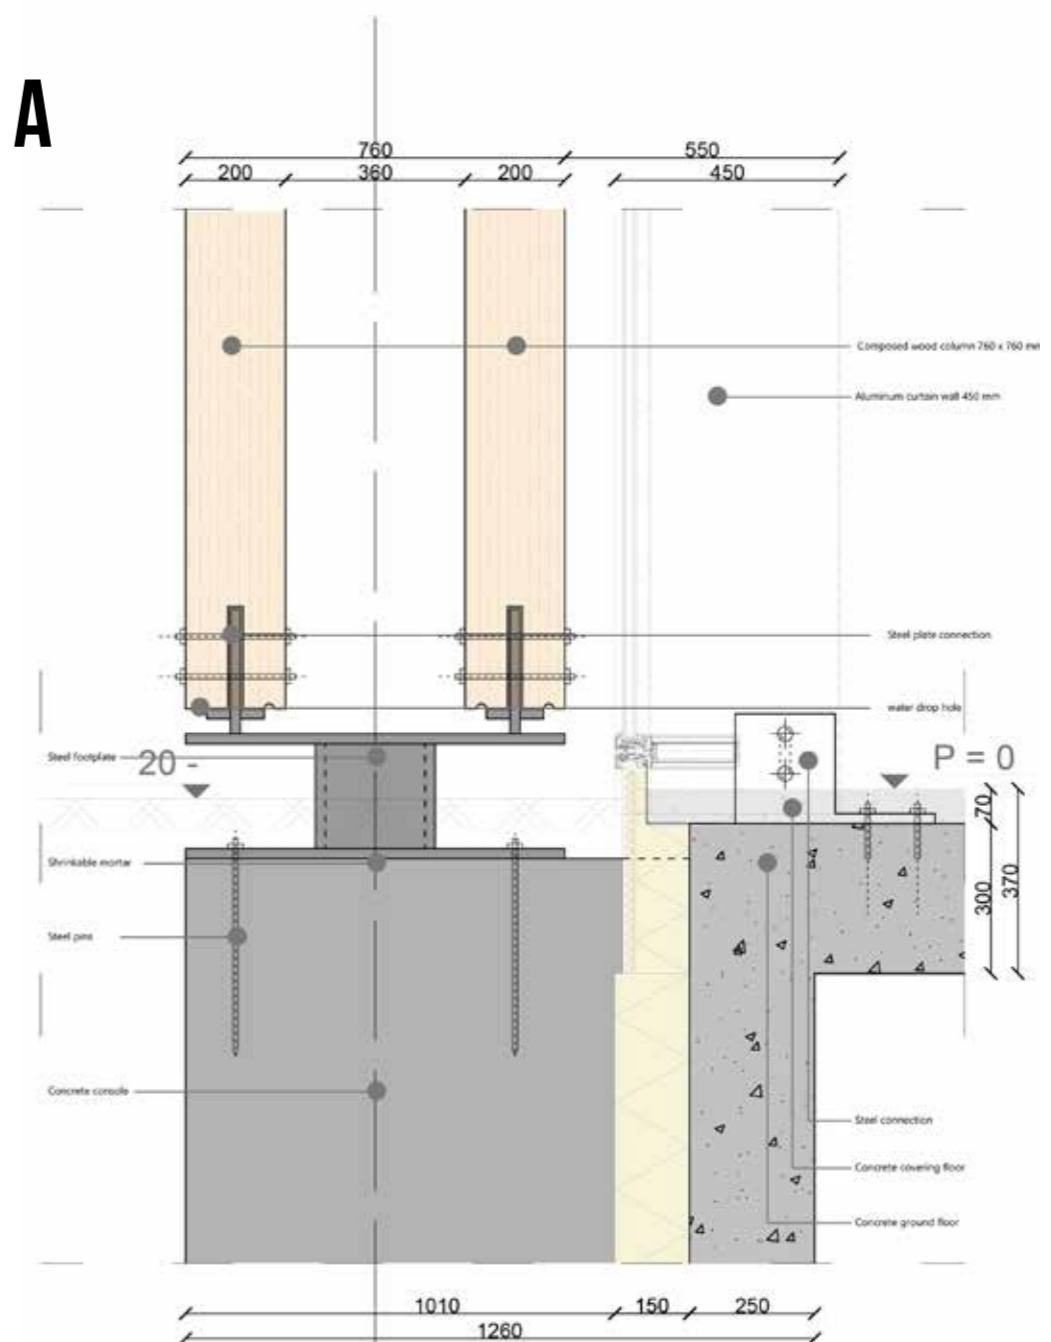 A
760
550
200
360
200
450
Composed wood column 760 x 760 mm
Aluminum curtain wall 450 mm
Steel plate connection
water drop hole
Steel footplate
20 -
P = 0
70
Shrinkable mortar
300
370
Steel pins
Concrete console
Steel connection
Concrete covering floor
Concrete ground floor
1010
150
250
1260